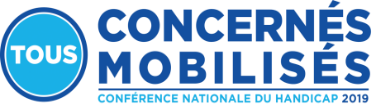 TOUS
CONCERNÉS
MOBILISÉS
CONFÉRENCE NATIONALE DU HANDICAP 2019